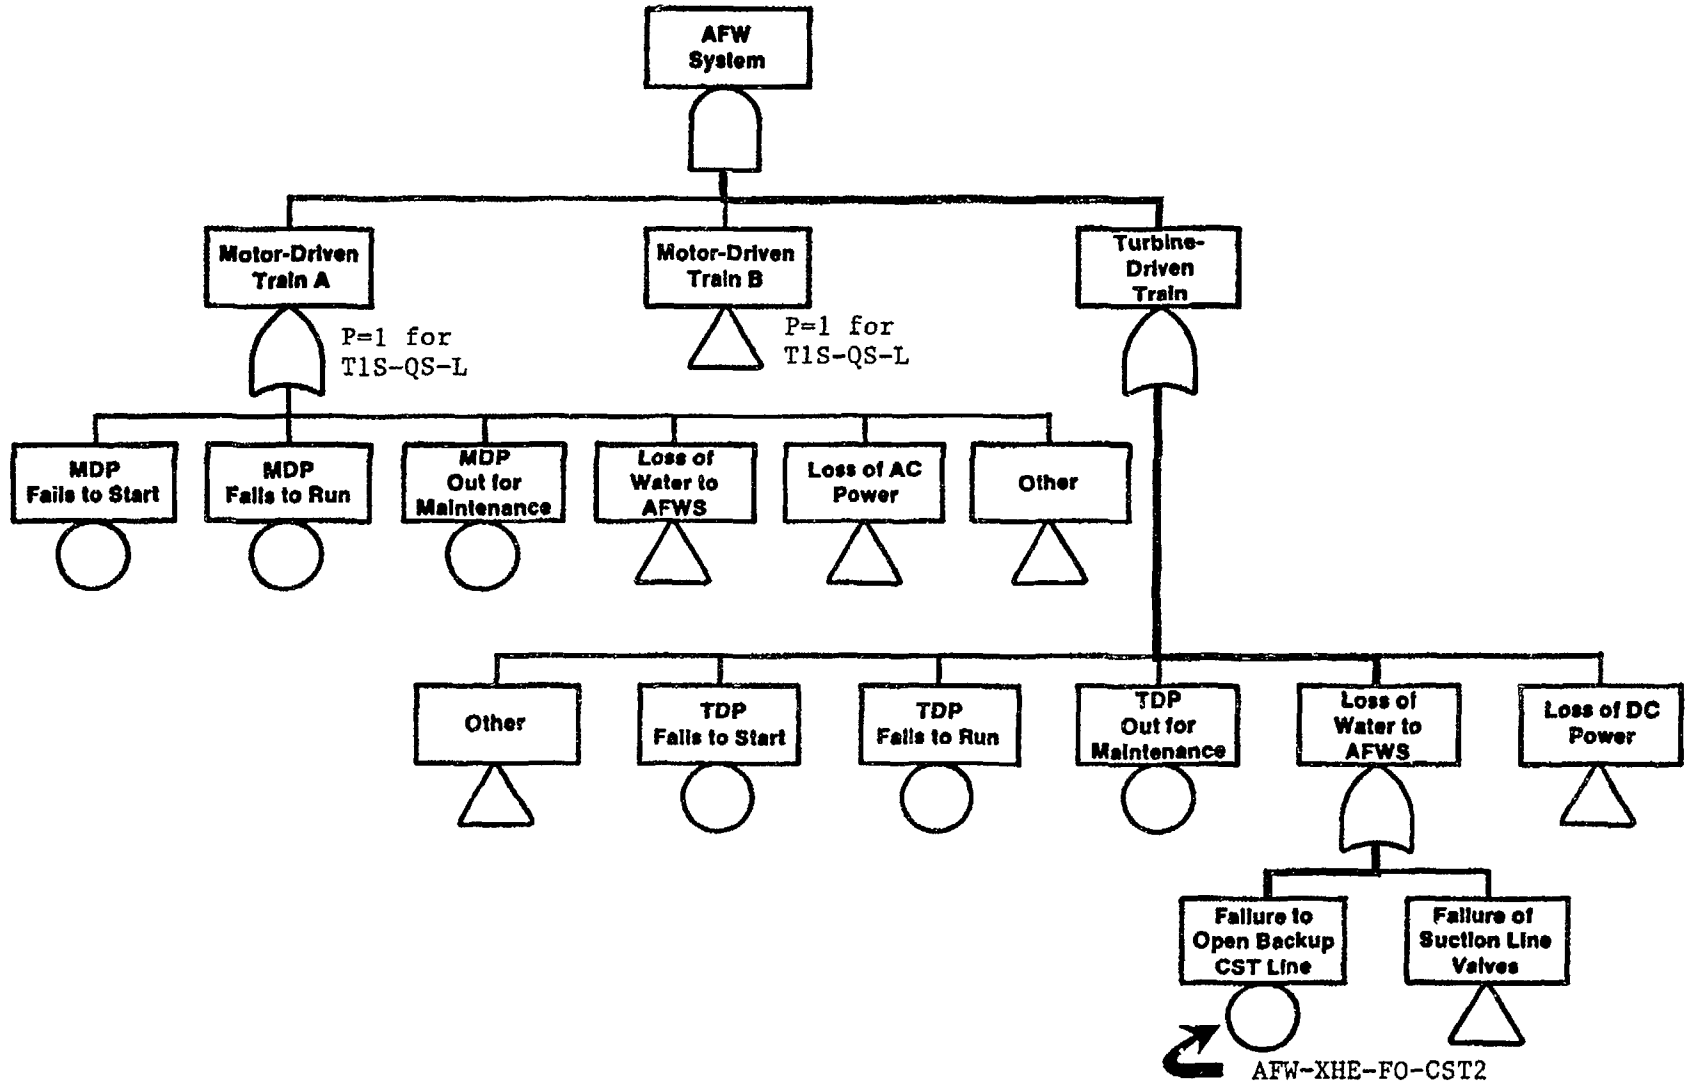 AFW
System
Motor-Driven
Train A
Motor-Driven
Train B
Turbine-
Driven
Train
P=1 for
T1S-QS-L
P=1 for
T1S-QS-L
MDP
Fails to Start
MDP
Fails to Run
MDP
Out for
Maintenance
Loss of
Water to
AFWS
Loss of AC
Power
Other
Other
TDP
Fails to Start
TDP
Fails to Run
TDP
Out for
Maintenance
Loss of
Water to
AFWS
Loss of DC
Power
Failure to
Open Backup
CST Line
Failure of
Suction Line
Valves
AFW-XHE-FO-CST2